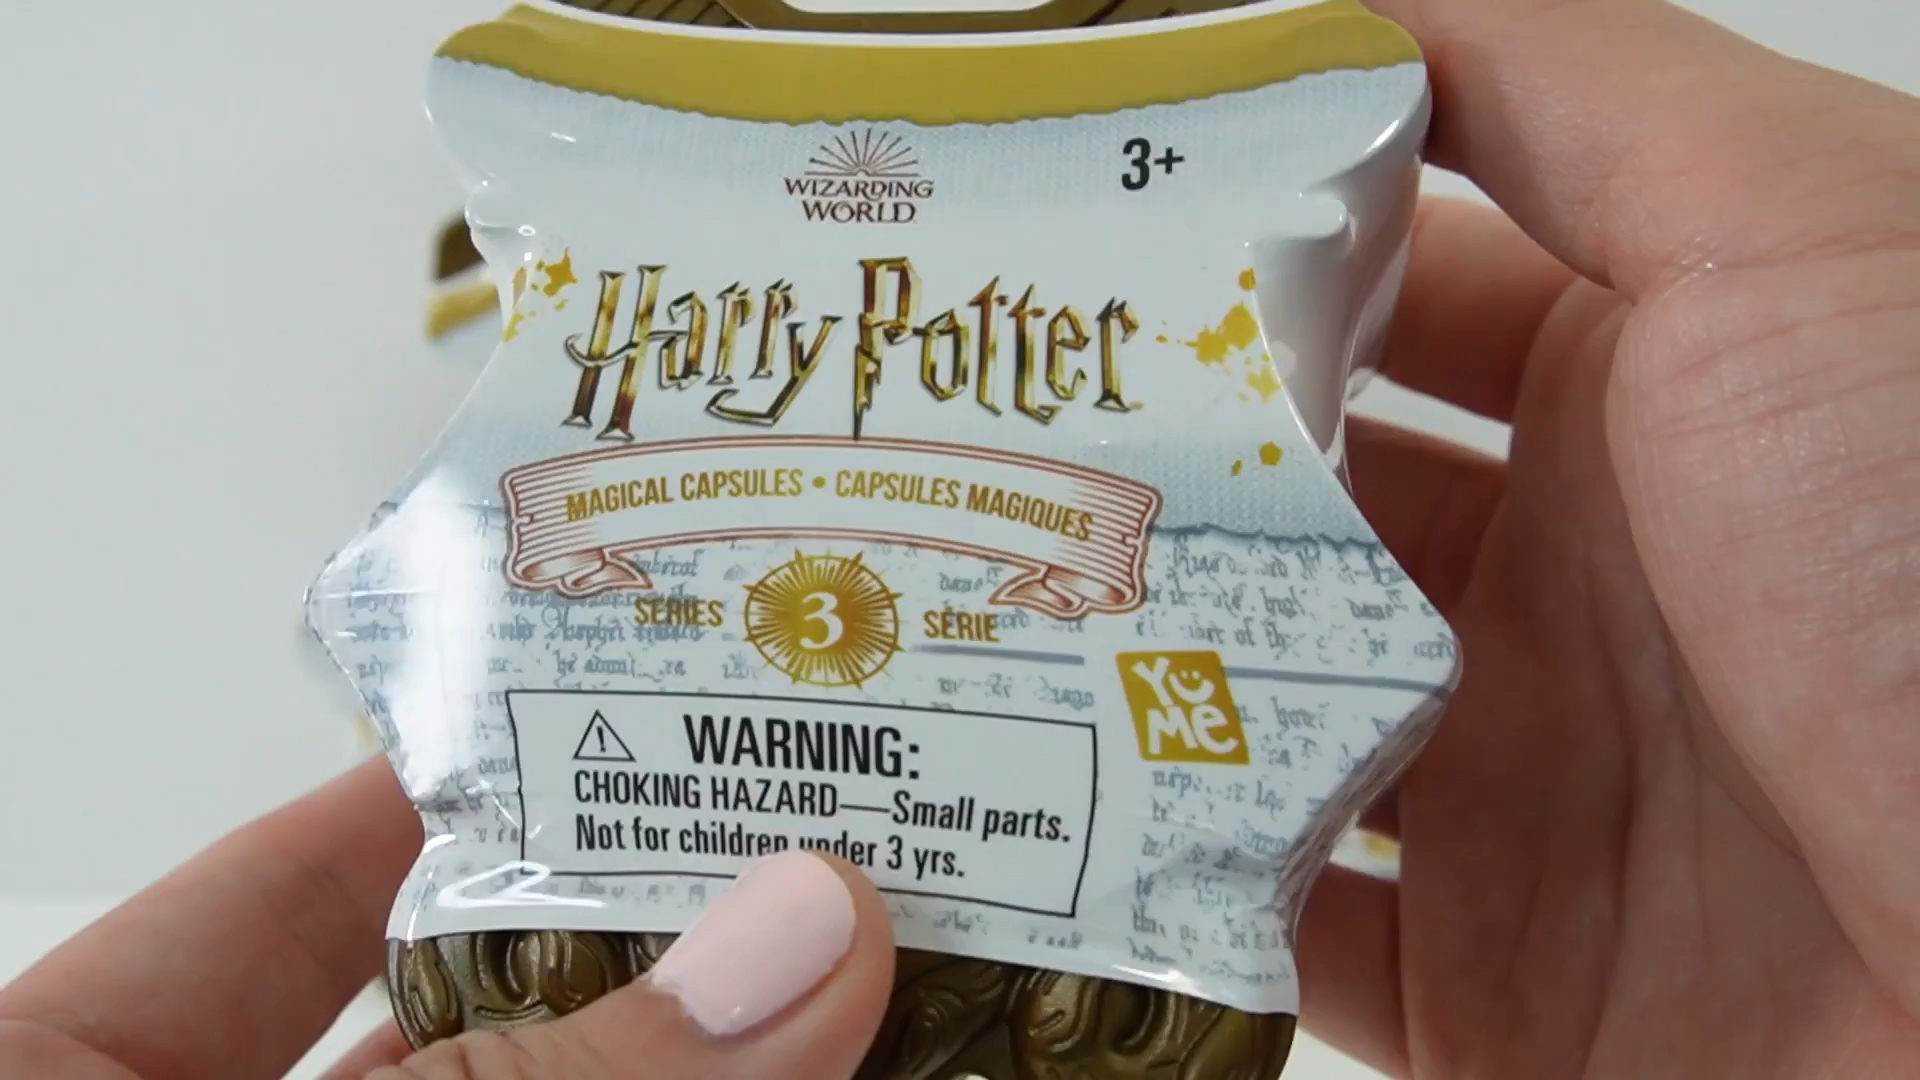 WIZARDING
WORLD
3+
Harry Potter
MAGICAL CAPSULES • CAPSULES MAGIQUES
SERIES 3 SÉRIE
YuMe
WARNING:
CHOKING HAZARD—Small parts.
Not for children under 3 yrs.